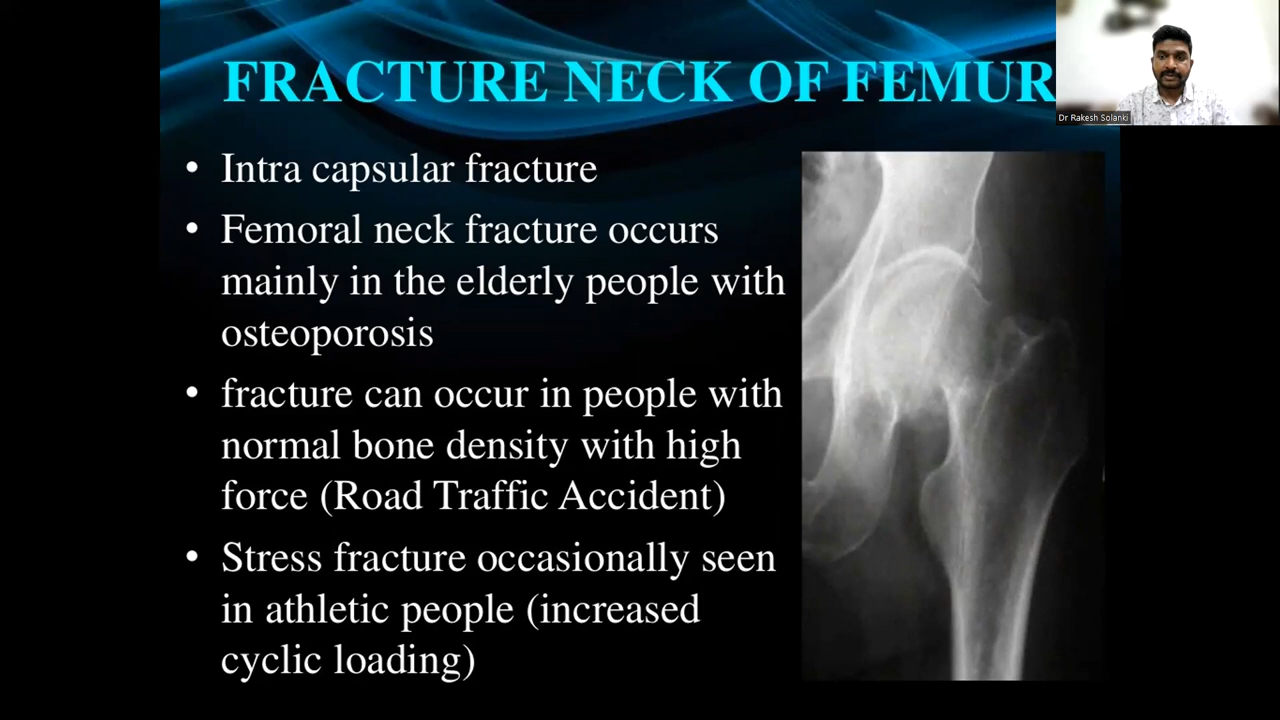 FRACTURE NECK OF FEMUR
Dr Rakesh Solanki
• Intra capsular fracture
• Femoral neck fracture occurs
mainly in the elderly people with
osteoporosis
• fracture can occur in people with
normal bone density with high
force (Road Traffic Accident)
• Stress fracture occasionally seen
in athletic people (increased
cyclic loading)